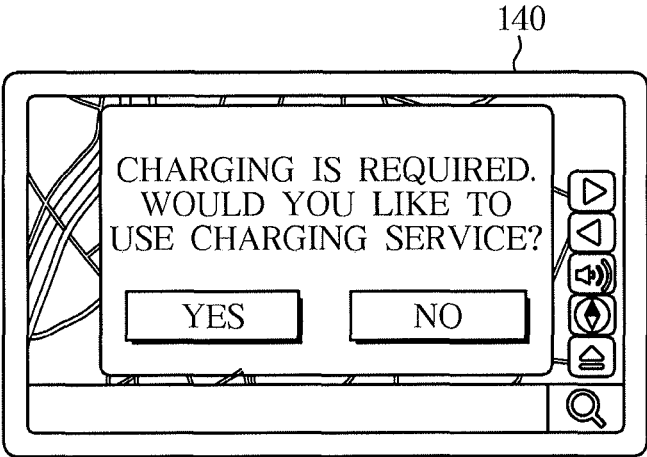 140
CHARGING IS REQUIRED.
WOULD YOU LIKE TO
USE CHARGING SERVICE?
YES NO